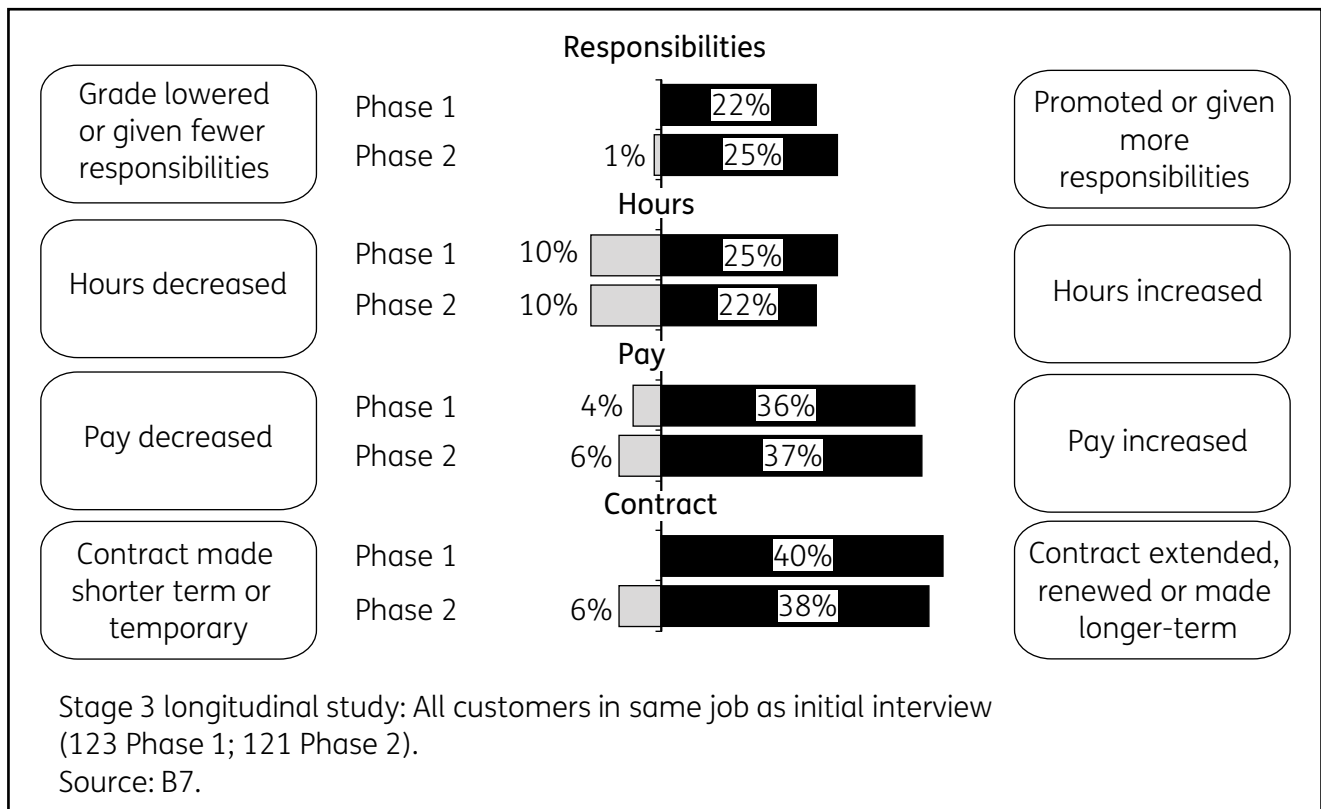 Responsibilities
Grade lowered
or given fewer
responsibilities
Phase 1
22%
Phase 2
1%
25%
Promoted or given
more
responsibilities
Hours
Hours decreased
Phase 1
10%
25%
Phase 2
10%
22%
Hours increased
Pay
Pay decreased
Phase 1
4%
36%
Phase 2
6%
37%
Pay increased
Contract
Contract made
shorter term or
temporary
Phase 1
40%
Phase 2
6%
38%
Contract extended,
renewed or made
longer-term
Stage 3 longitudinal study: All customers in same job as initial interview
(123 Phase 1; 121 Phase 2).
Source: B7.